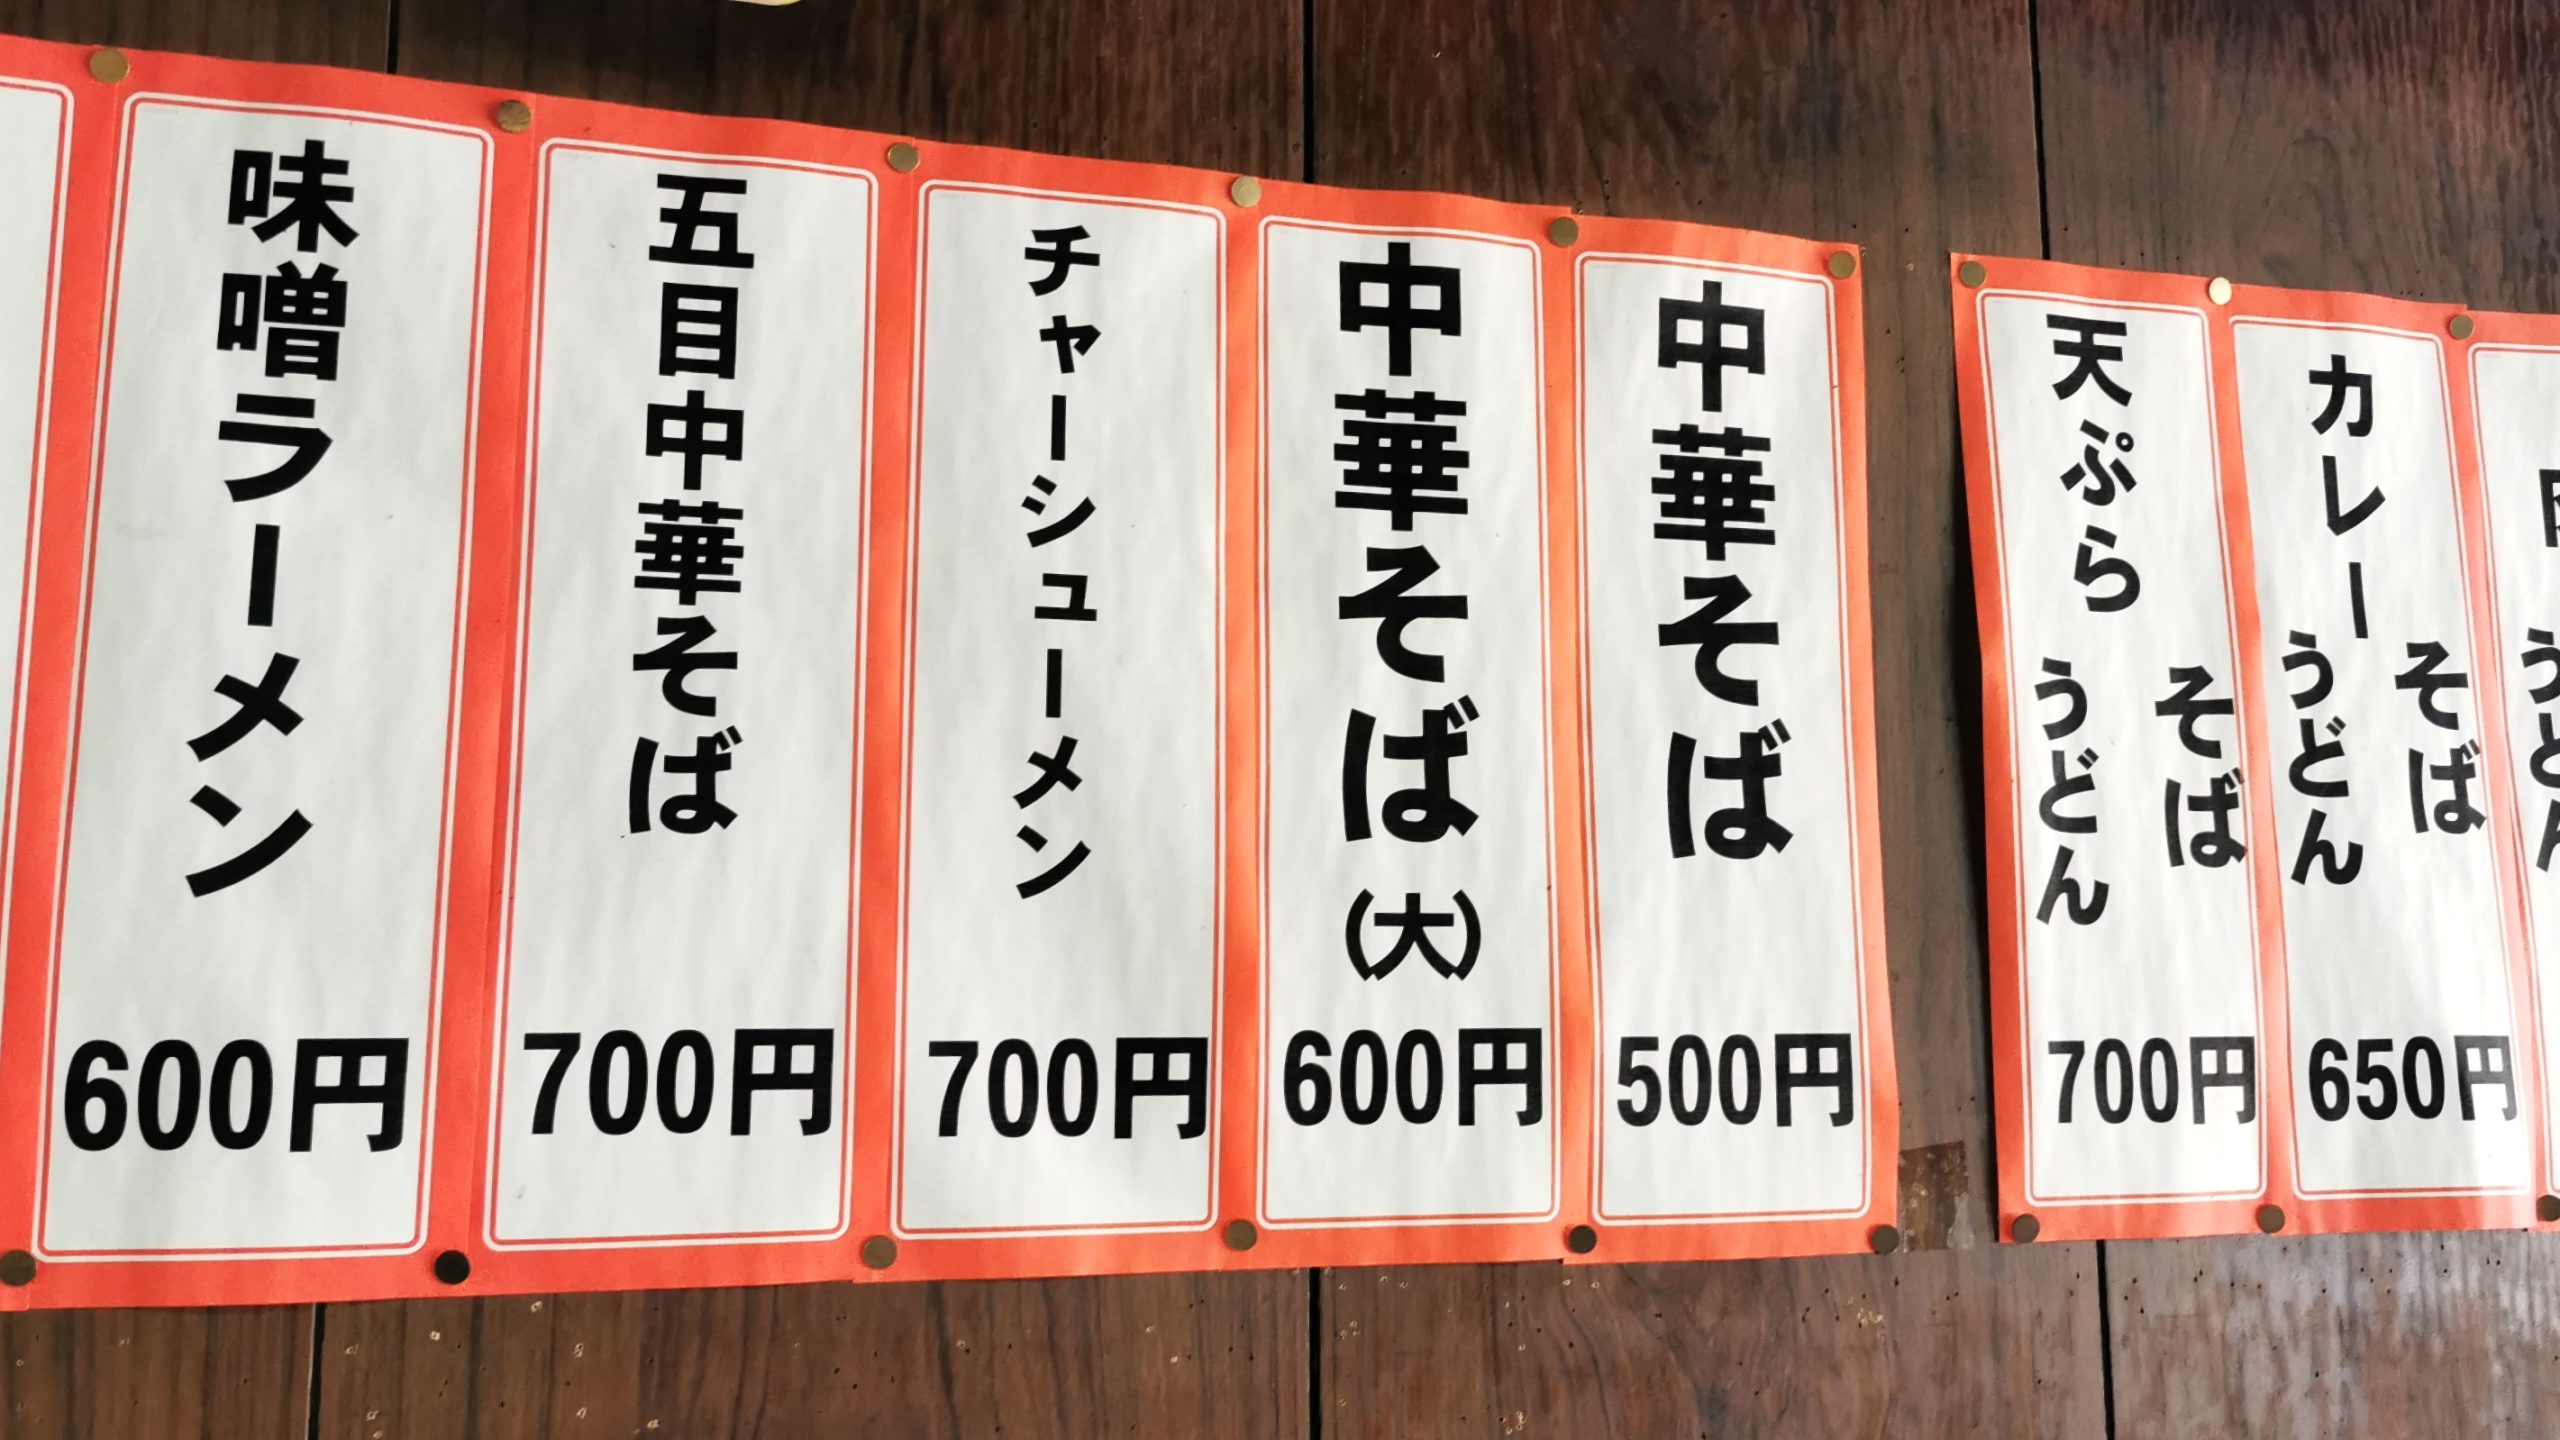 カレー
そば
うどん
650円
天ぷら
そば
うどん
700円
中華そば
500円
中華そば(大)
600円
チャーシューメン
700円
五目中華そば
700円
味噌ラーメン
600円